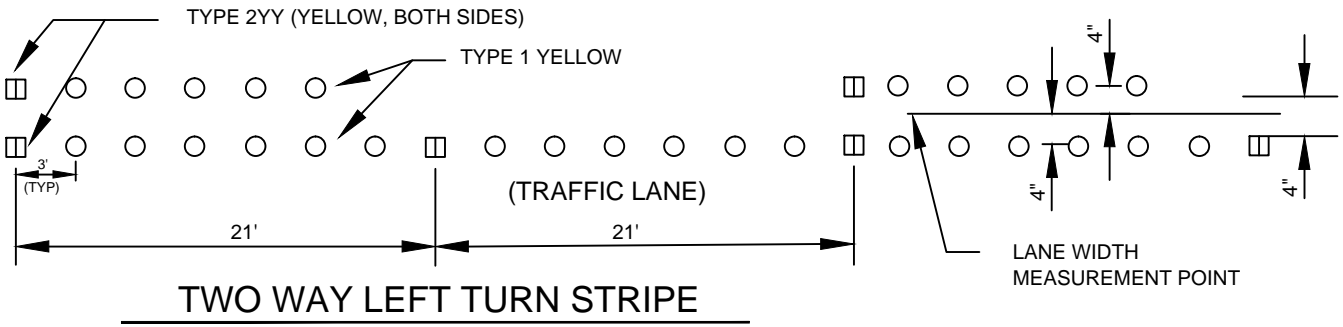 TYPE 2YY (YELLOW, BOTH SIDES)
TYPE 1 YELLOW
4"
3'
(TYP)
(TRAFFIC LANE)
4"
4"
21'
21'
LANE WIDTH
MEASUREMENT POINT
TWO WAY LEFT TURN STRIPE